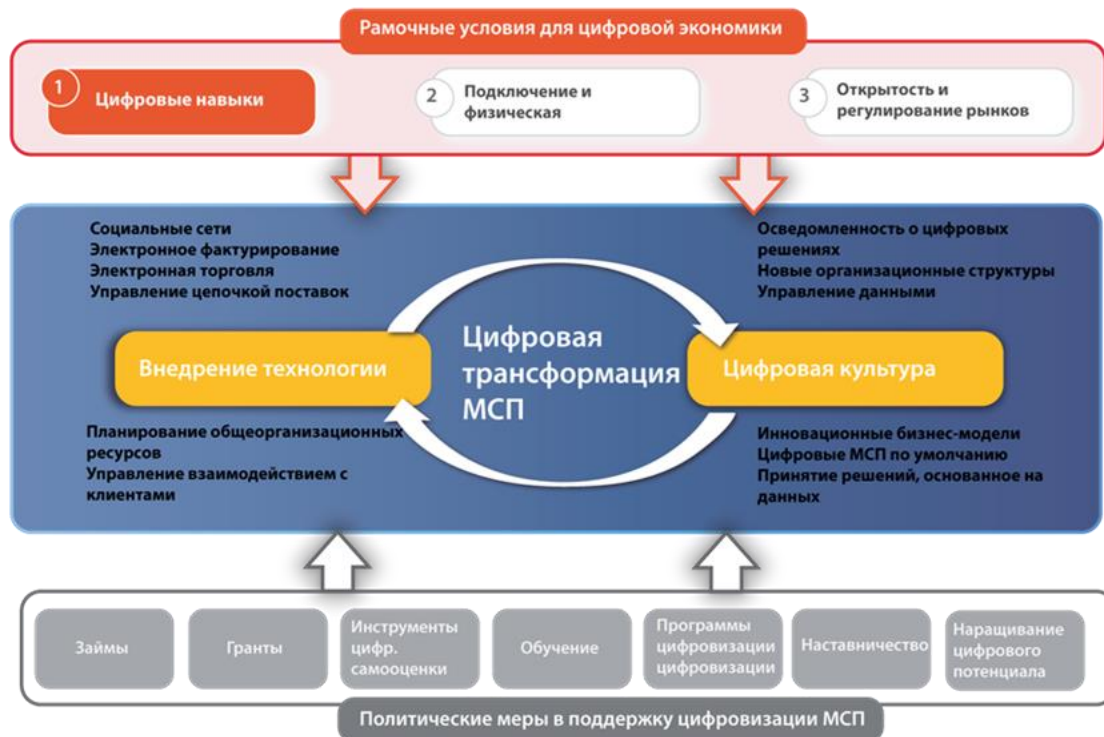 Рамочные условия для цифровой экономики
1
Цифровые навыки
2
Подключение и
физическая
3
Открытость и
регулирование рынков
Социальные сети
Электронное фактурирование
Электронная торговля
Управление цепочкой поставок
Осведомленность о цифровых
решениях
Новые организационные структуры
Управление данными
Внедрение технологии
Цифровая
трансформация
МСП
Цифровая культура
Планирование общеорганизационных
ресурсов
Управление взаимодействием с
клиентами
Инновационные бизнес-модели
Цифровые МСП по умолчанию
Принятие решений, основанное на
данных
Займы
Гранты
Инструменты
цифр.
самооценки
Обучение
Программы
цифровизации
цифровизации
Наставничество
Наращивание
цифрового
потенциала
Политические меры в поддержку цифровизации МСП